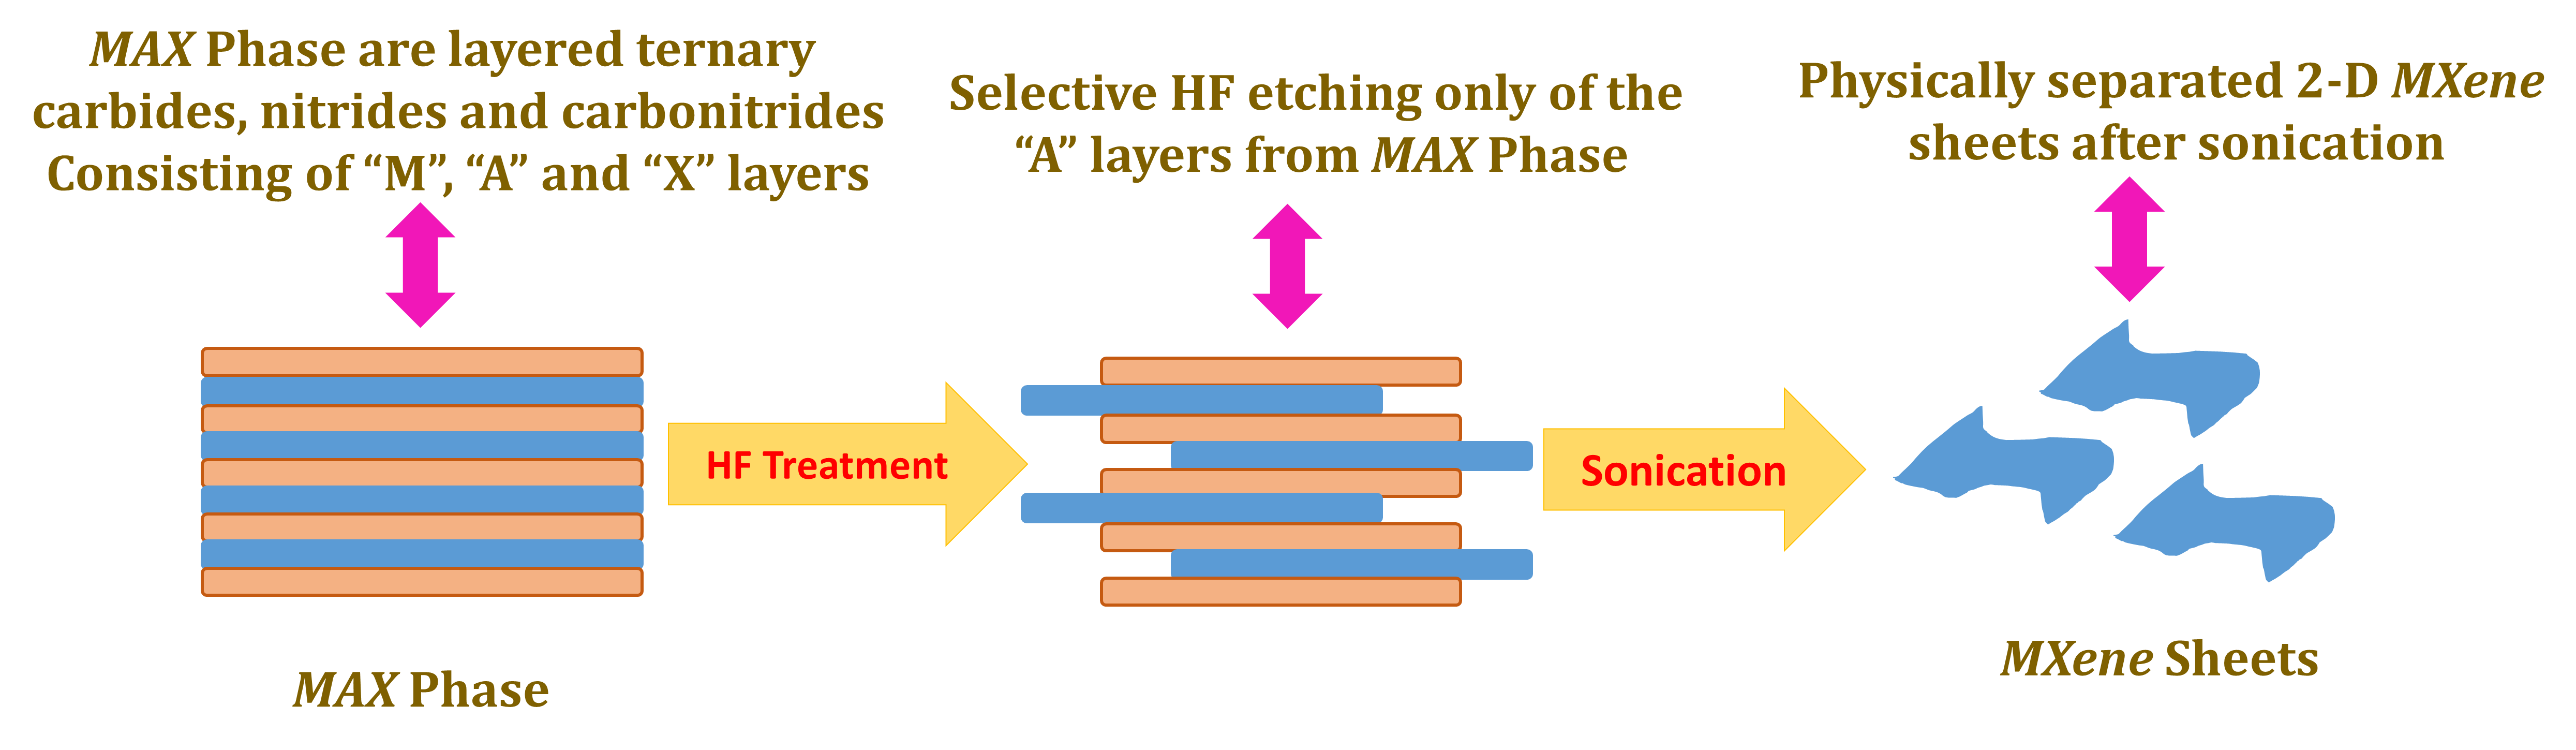 MAX Phase are layered ternary
carbides, nitrides and carbonitrides
Consisting of “M”, “A” and “X” layers
Selective HF etching only of the
“A” layers from MAX Phase
Physically separated 2-D MXene
sheets after sonication
HF Treatment
Sonication
MAX Phase
MXene Sheets